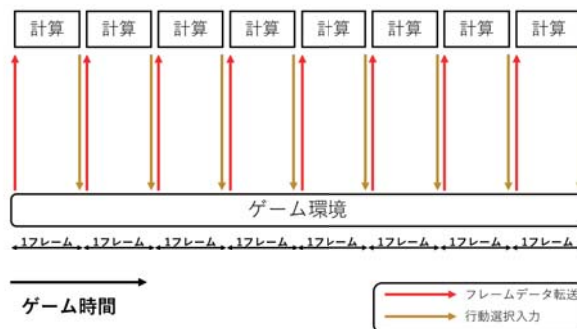 計算 計算 計算 計算 計算 計算 計算 計算
ゲーム環境
1フレーム 1フレーム 1フレーム 1フレーム 1フレーム 1フレーム 1フレーム 1フレーム
ゲーム時間
フレームデータ転送
行動選択入力